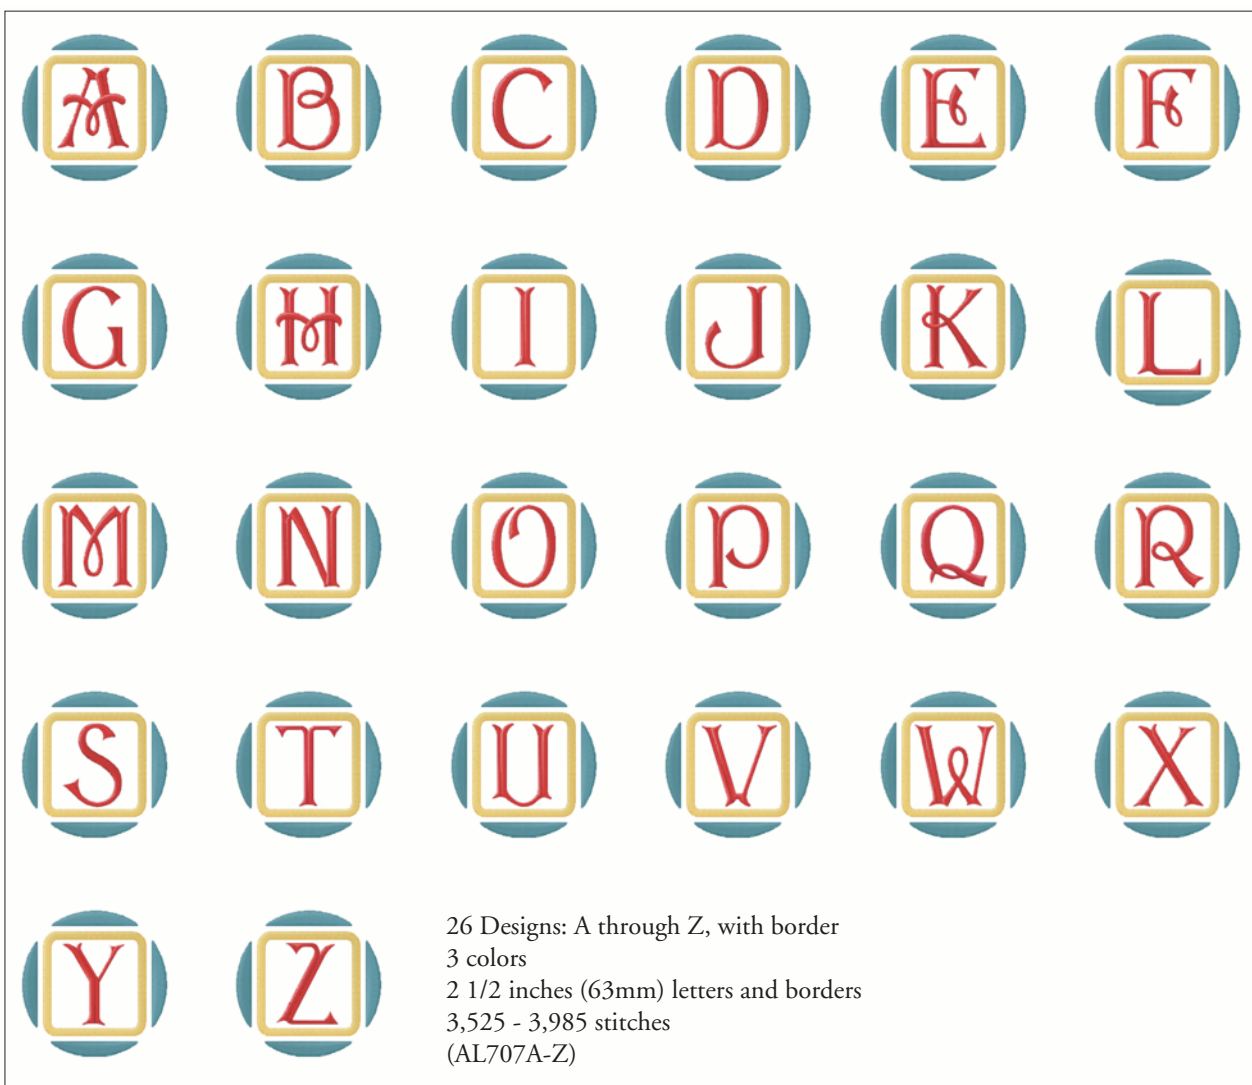 A B C D E F
G H I J K L
M N O P Q R
S T U V W X
Y Z
26 Designs: A through Z, with border
3 colors
2 1/2 inches (63mm) letters and borders
3,525 - 3,985 stitches
(AL707A-Z)